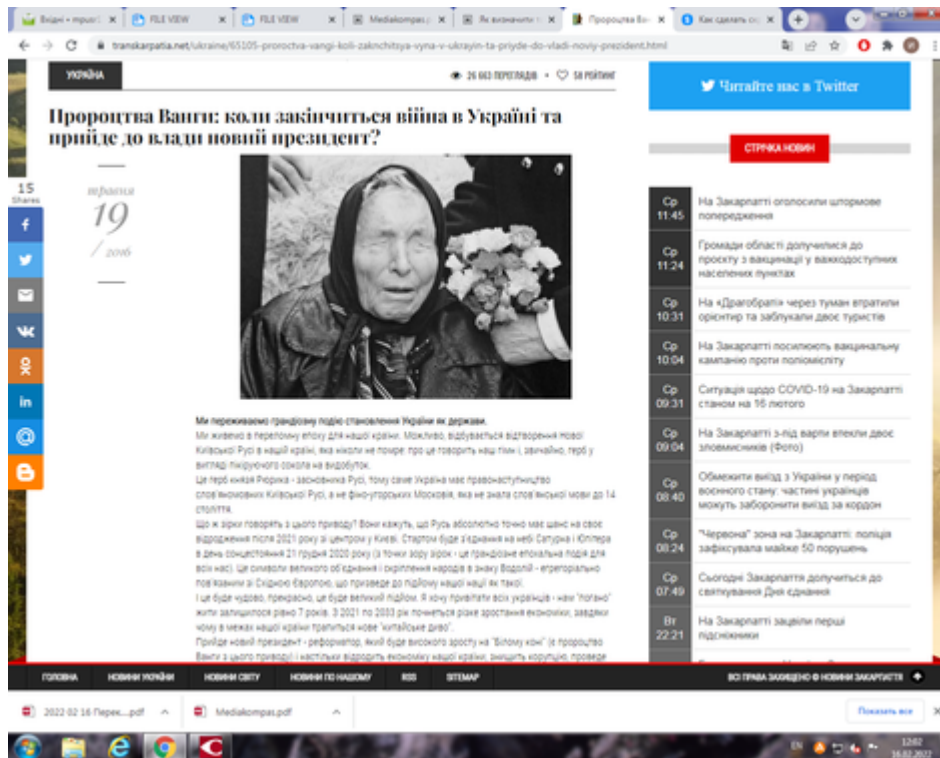 Вхідні - mpust
FILE VIEW
FILE VIEW
Mediakompas.p
Як визначити
Пророцтва Ван
Как сделать ск
transkarpatia.net/ukraine/65105-proroctva-vangi-koli-zaknchitsya-vyna-v-ukrayin-ta-priyde-do-vladi-noviy-prezident.html
УКРАЇНА
26 663 ПЕРЕГЛЯДІВ • 58 РЕЙТИНГ
Пророцтва Ванги: коли закінчиться війна в Україні та
прийде до влади новий президент?
травня
19
/ 2016
15
Shares
Ми переживаємо грандіозну подію становлення України як держави.
Ми живемо в переломну епоху для нашої країни. Можливо, відбувається відтворення Нової
Київської Русі в нашій країні, яка ніколи не помре: про це говорить наш гімн і, звичайно, герб у
вигляді пікіруючого сокола на видобуток.
Це герб князя Рюрика - засновника Русі, тому саме Україна має правонаступництво
слов'яномовних Київської Русі, а не фіно-угорських Московія, яка не знала слов'янської мови до 14
століття.
Що ж зірки говорять з цього приводу? Вони кажуть, що Русь абсолютно точно має шанс на своє
відродження після 2021 року зі центром у Києві. Стартом буде з'єднання на небі Сатурна і Юпітера
в день сонцестояння 21 грудня 2020 року (з точки зору зірок - це грандіозне епохальна подія для
всіх нас). Це символи великого об'єднання і скріплення народів в знаку Водолій - егрегоріально
пов'язаним зі Східною Європою, що призведе до підйому нашої нації як такої.
І це буде чудово, прекрасно, це буде великий підйом. Я хочу привітати всіх українців - нам "погано"
жити залишилося рівно 7 років. З 2021 по 2033 рік почнеться різке зростання економіки, завдяки
чому в межах нашої країни трапиться нове "китайське диво".
Прийде новий президент - реформатор, який буде високого зросту на "Білому коні" (є пророцтво
Ванги з цього приводу) і настільки відродить економіку нашої країни, знищить корупцію, проведе
Читайте нас в Twitter
СТРІЧКА НОВИН
Ср
11:45
На Закарпатті оголосили штормове
попередження
Ср
11:24
Громади області долучилися до
проєкту з вакцинації у важкодоступних
населених пунктах
Ср
10:31
На «Драгобраті» через туман втратили
орієнтир та заблукали двоє туристів
Ср
10:04
На Закарпатті посилюють вакцинальну
кампанію проти поліомієліту
Ср
09:31
Ситуація щодо COVID-19 на Закарпатті
станом на 16 лютого
Ср
09:04
На Закарпатті з-під варти втекли двоє
зловмисників (Фото)
Ср
08:40
Обмежити виїзд з України у період
воєнного стану: частині українців
можуть заборонити виїзд за кордон
Ср
08:24
"Червона" зона на Закарпатті: поліція
зафіксувала майже 50 порушень
Ср
07:49
Сьогодні Закарпаття долучиться до
святкування Дня єднання
Вт
22:21
На Закарпатті зацвіли перші
підсніжники
ГОЛОВНА НОВИНИ УКРАЇНИ НОВИНИ СВІТУ НОВИНИ ПО НАШОМУ RSS SITEMAP
ВСІ ПРАВА ЗАХИЩЕНО © НОВИНИ ЗАКАРПАТТЯ
2022 02 16 Перек....pdf
Mediakompas.pdf
Показать все
EN
12:02
16.02.2022